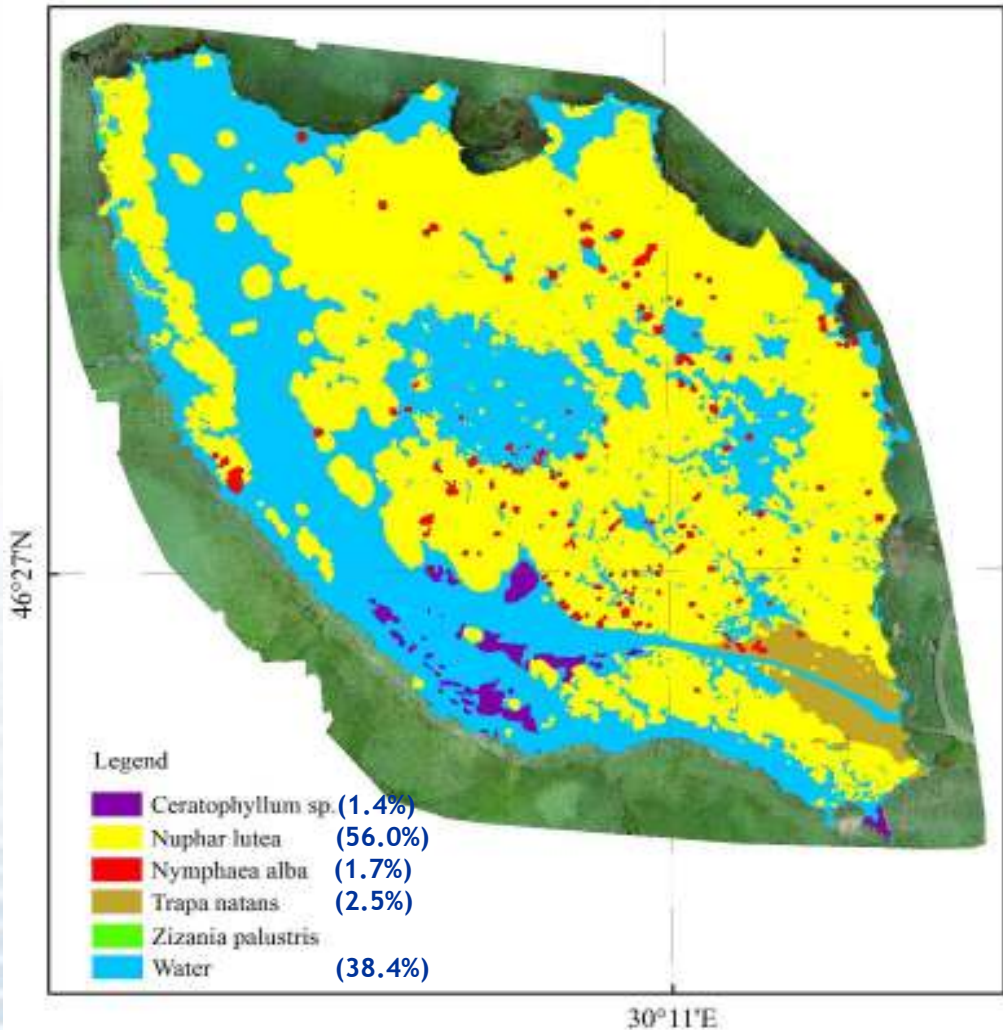 46°27'N
Legend
Ceratophyllum sp. (1.4%)
Nuphar lutea (56.0%)
Nymphaea alba (1.7%)
Trapa natans (2.5%)
Zizania palustris
Water (38.4%)
30°11'E